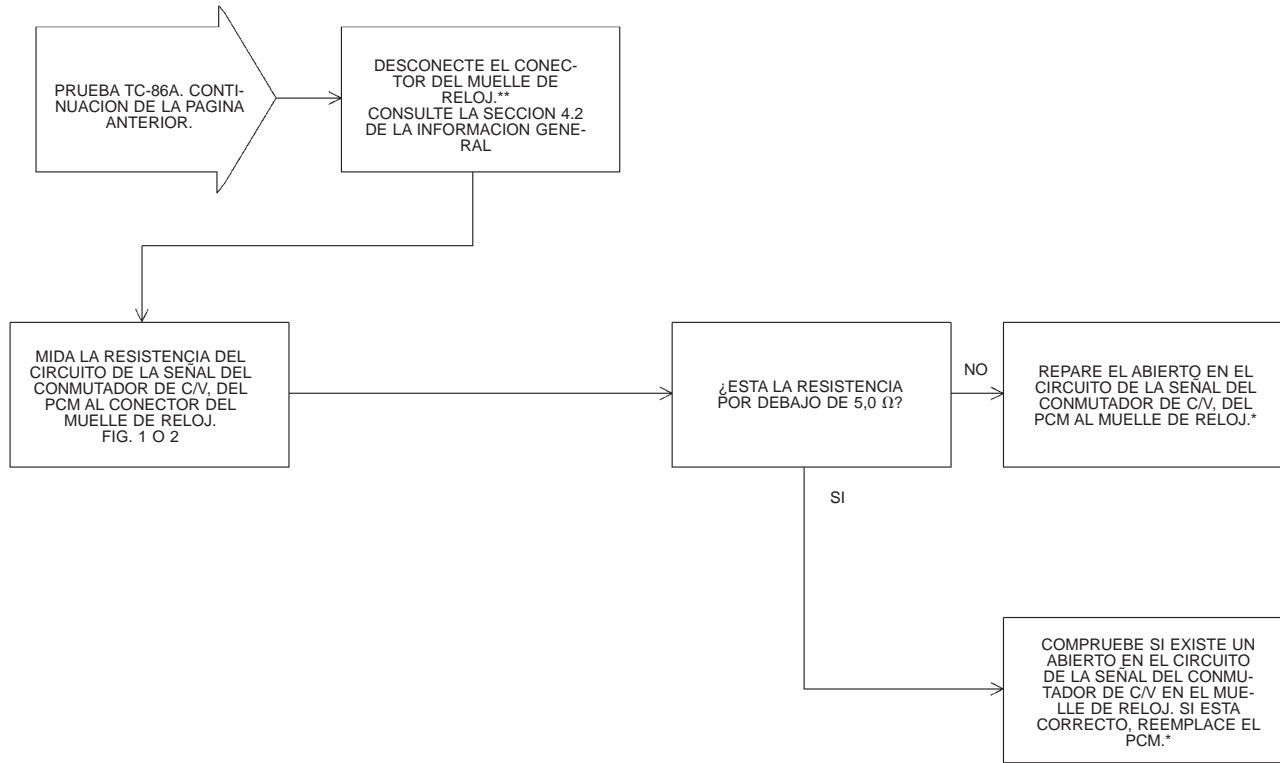 PRUEBA TC-86A. CONTI-
NUACION DE LA PAGINA
ANTERIOR.
DESCONECTE EL CONEC-
TOR DEL MUELLE DE
RELOJ.**
CONSULTE LA SECCION 4.2
DE LA INFORMACION GENE-
RAL
MIDA LA RESISTENCIA DEL
CIRCUITO DE LA SEÑAL DEL
CONMUTADOR DE C/V, DEL
PCM AL CONECTOR DEL
MUELLE DE RELOJ.
FIG. 1 O 2
¿ESTA LA RESISTENCIA
POR DEBAJO DE 5,0 Ω?
NO
REPARE EL ABIERTO EN EL
CIRCUITO DE LA SEÑAL DEL
CONMUTADOR DE C/V, DEL
PCM AL MUELLE DE RELOJ.*
SI
COMPRUEBE SI EXISTE UN
ABIERTO EN EL CIRCUITO
DE LA SEÑAL DEL CONMU-
TADOR DE C/V EN EL MUE-
LLE DE RELOJ. SI ESTA
CORRECTO, REEMPLACE EL
PCM.*